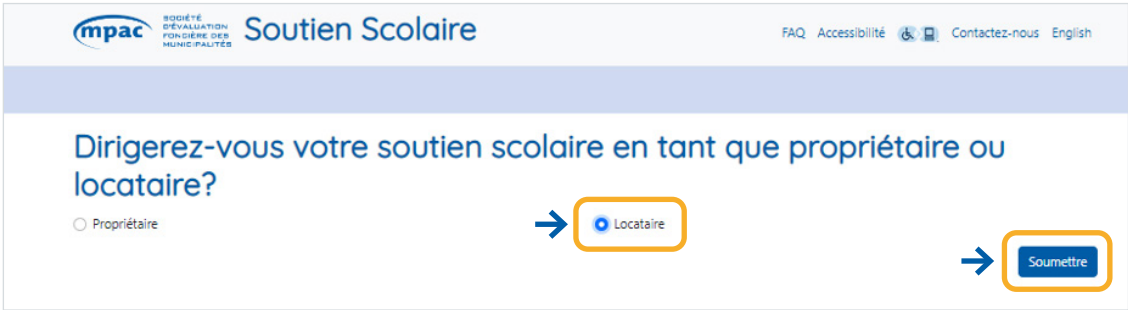 mpac
SOCIÉTÉ
D'ÉVALUATION
FONCIÈRE DES
MUNICIPALITÉS
Soutien Scolaire
FAQ Accessibilité Contactez-nous English
Dirigerez-vous votre soutien scolaire en tant que propriétaire ou
locataire?
Propriétaire Locataire
Soumettre